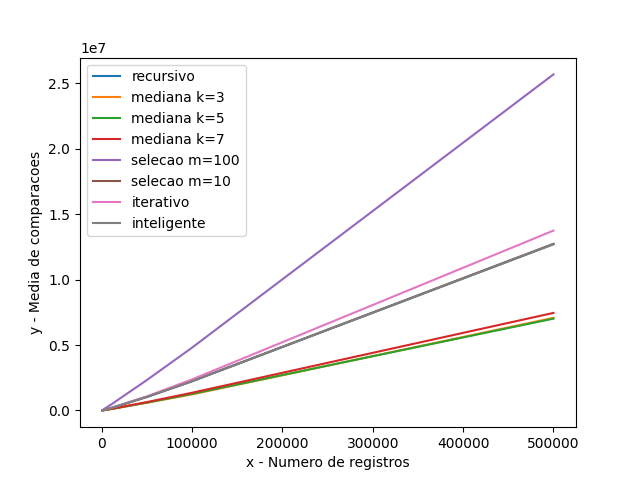 1e7
recursivo
mediana k=3
mediana k=5
mediana k=7
selecao m=100
selecao m=10
iterativo
inteligente
2.5
2.0
1.5
1.0
0.5
0.0
y - Media de comparacoes
0 100000 200000 300000 400000 500000
x - Numero de registros